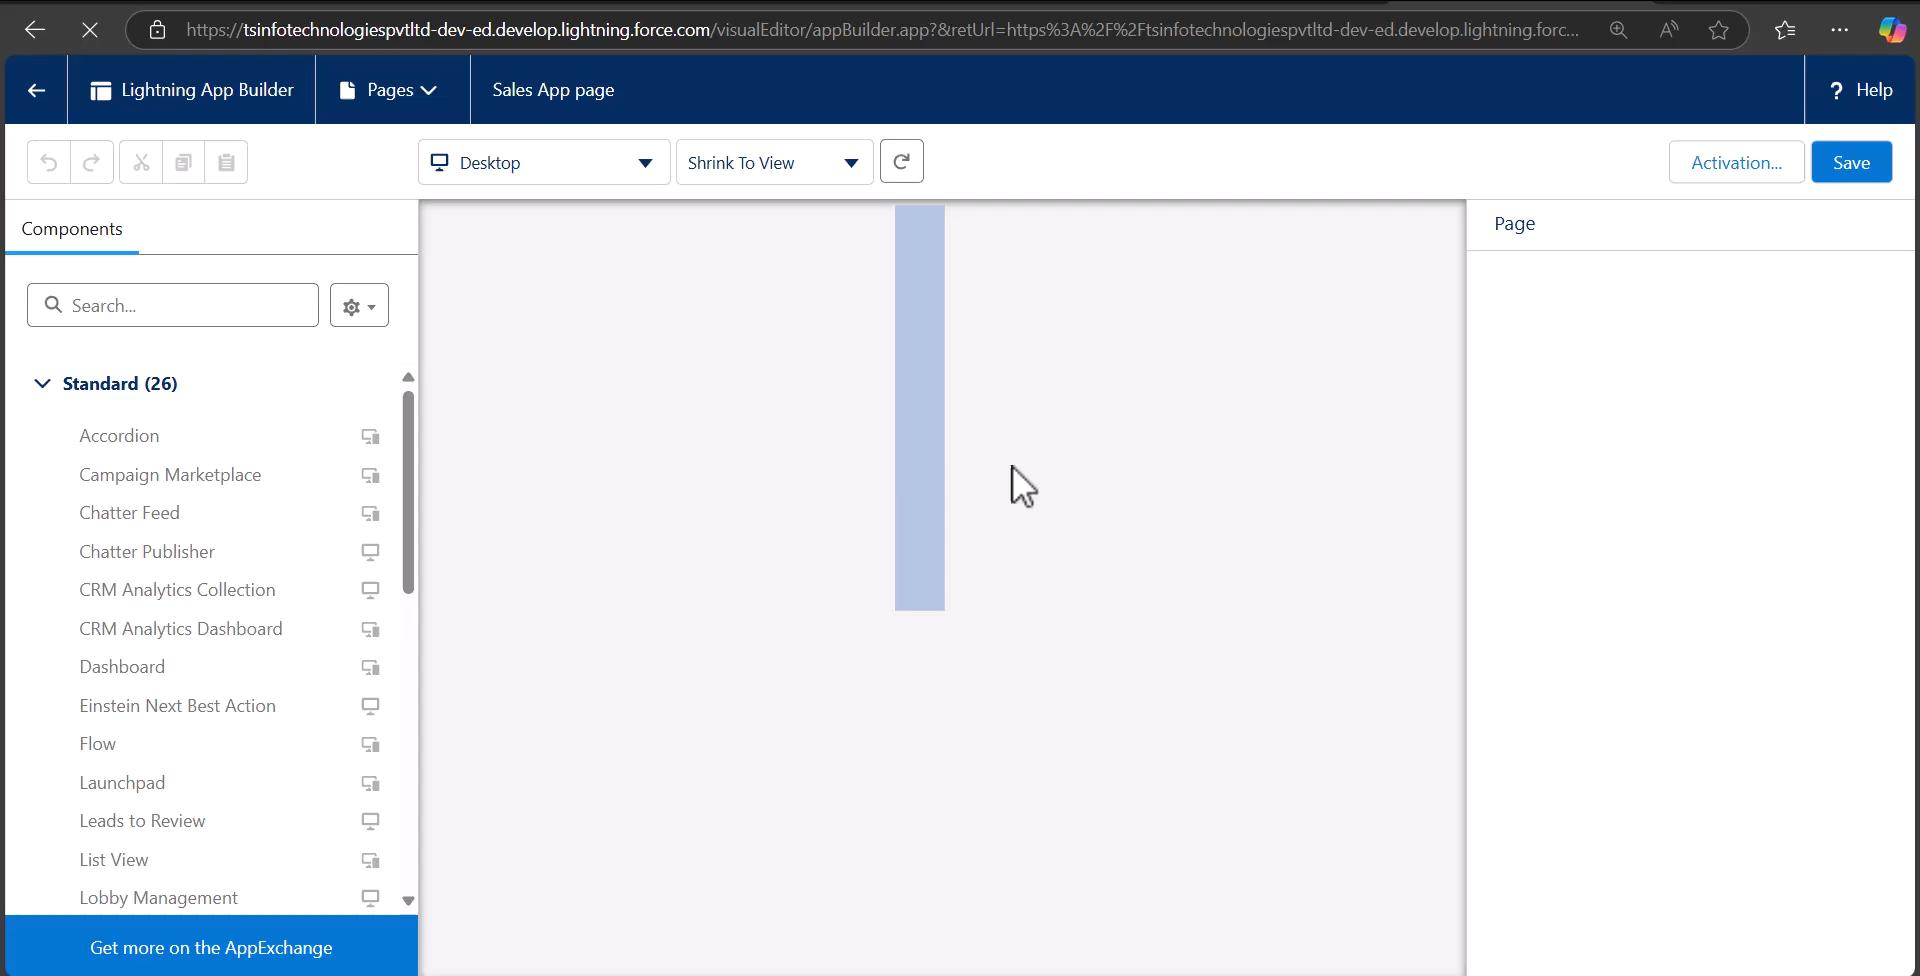 https://tsinfotechnologiespvtltd-dev-ed.develop.lightning.force.com/visualEditor/appBuilder.app?&retUrl=https%3A%2F%2Ftsinfotechnologiespvtltd-dev-ed.develop.lightning.forc...
Lightning App Builder
Pages
Sales App page
? Help
Desktop
Shrink To View
Activation...
Save
Components
Page
Search...
Standard (26)
Accordion
Campaign Marketplace
Chatter Feed
Chatter Publisher
CRM Analytics Collection
CRM Analytics Dashboard
Dashboard
Einstein Next Best Action
Flow
Launchpad
Leads to Review
List View
Lobby Management
Get more on the AppExchange